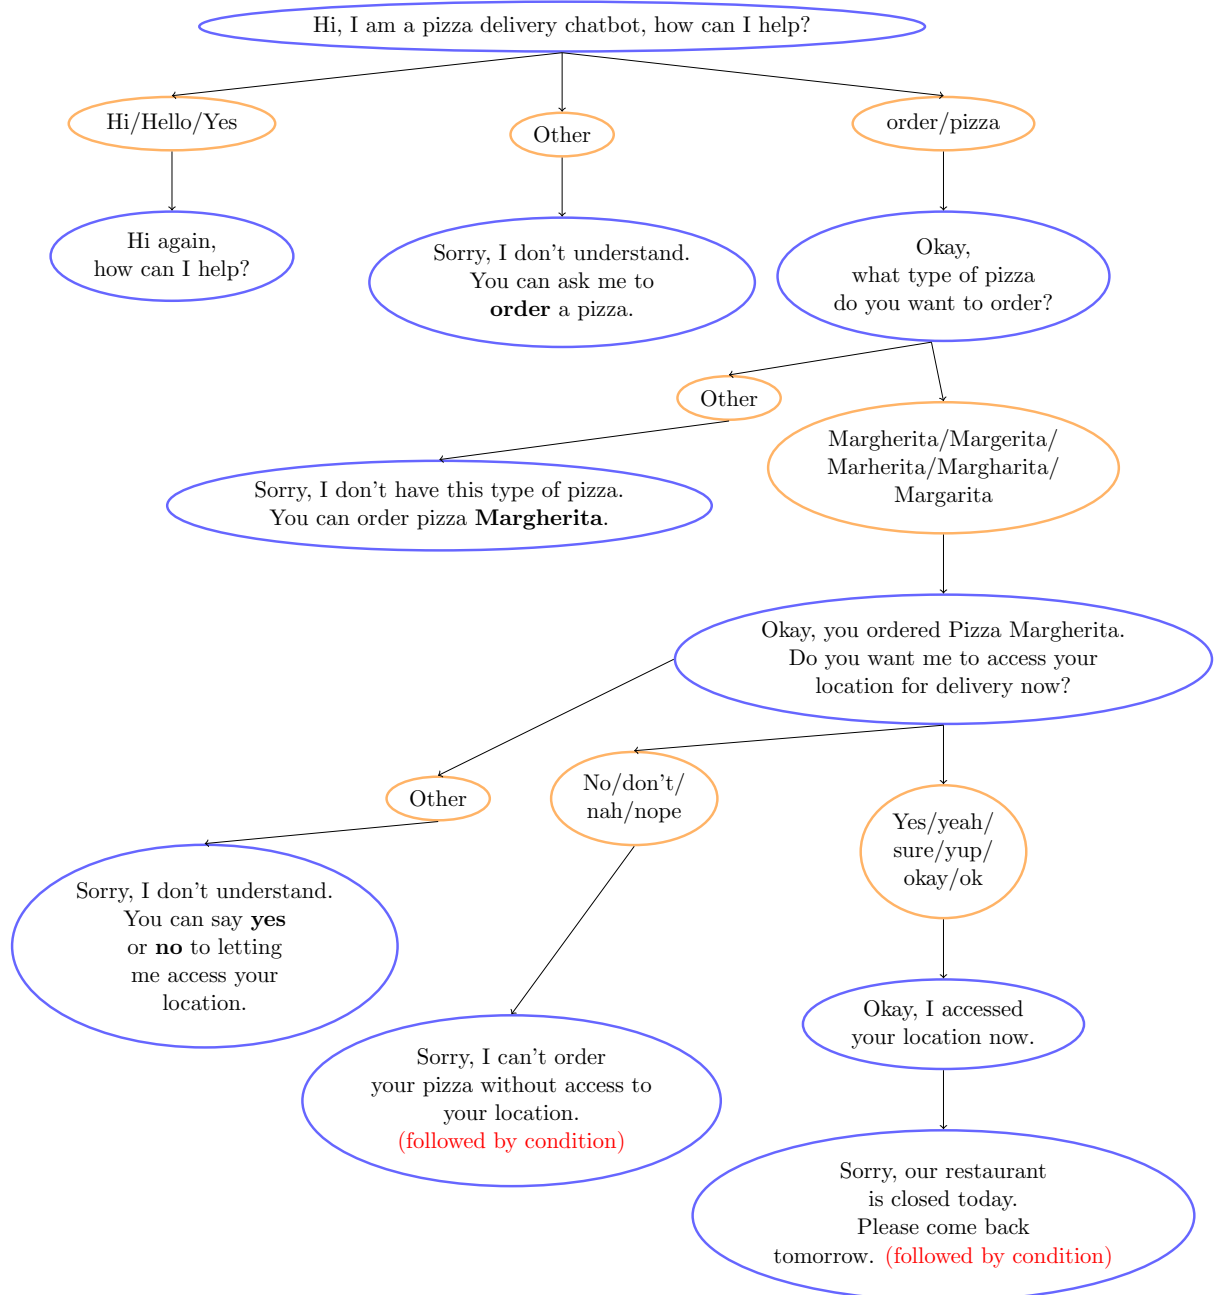 Hi, I am a pizza delivery chatbot, how can I help?
Hi/Hello/Yes
Other
order/pizza
Hi again,
how can I help?
Sorry, I don't understand.
You can ask me to
order a pizza.
Okay,
what type of pizza
do you want to order?
Other
Margherita/Margerita/
Marherita/Margharita/
Margarita
Sorry, I don't have this type of pizza.
You can order pizza Margherita.
Okay, you ordered Pizza Margherita.
Do you want me to access your
location for delivery now?
Other
No/don't/
nah/nope
Yes/yeah/
sure/yup/
okay/ok
Sorry, I don't understand.
You can say yes
or no to letting
me access your
location.
Sorry, I can't order
your pizza without access to
your location.
(followed by condition)
Okay, I accessed
your location now.
Sorry, our restaurant
is closed today.
Please come back
tomorrow. (followed by condition)